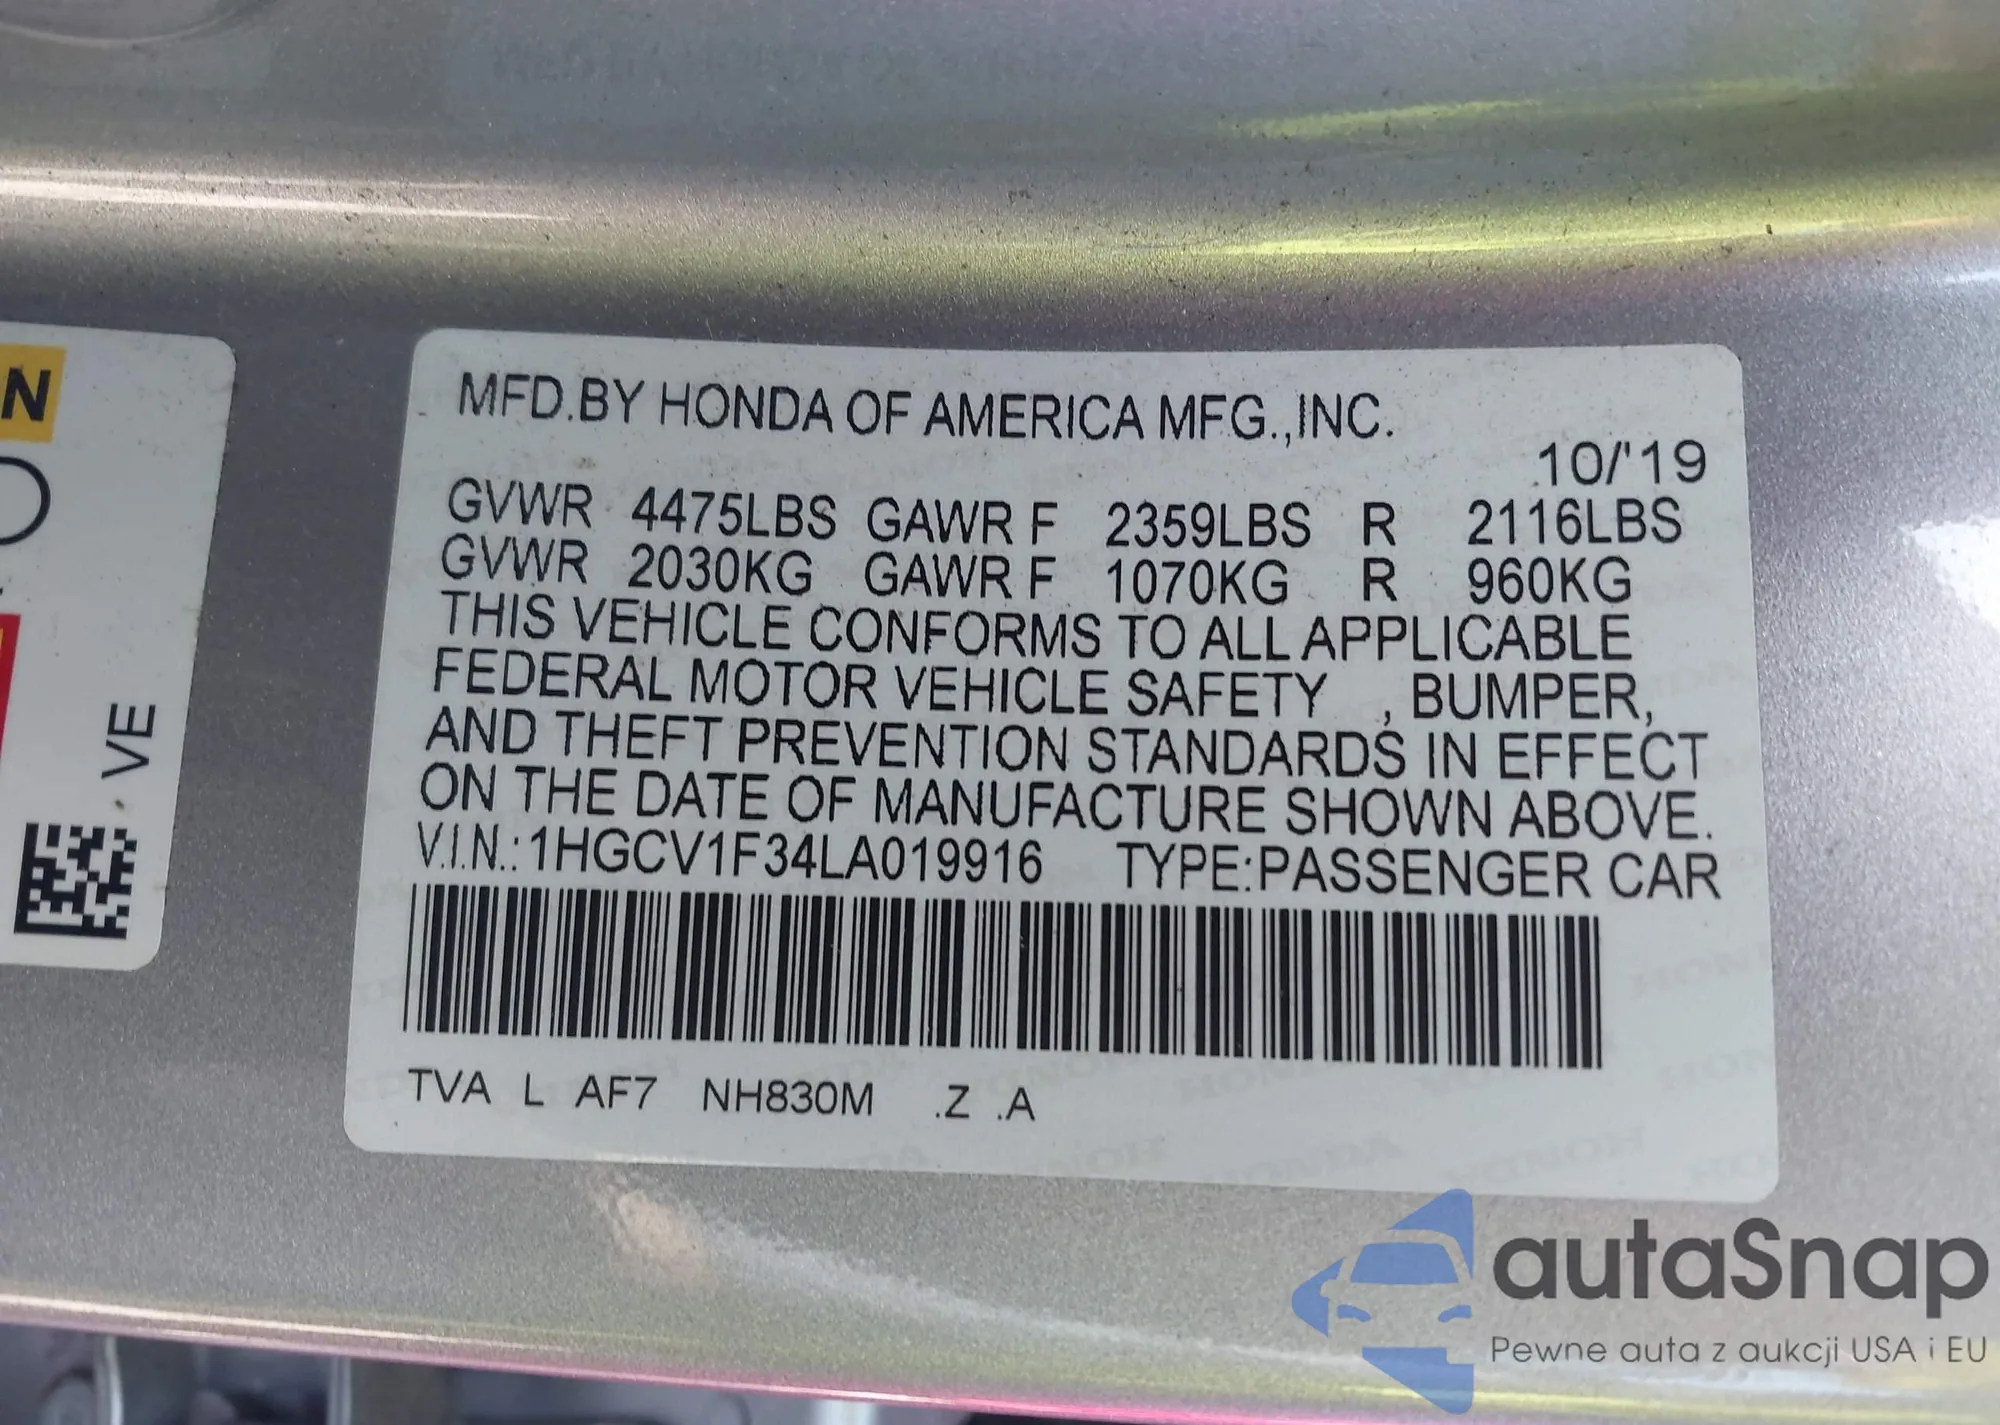 MFD.BY HONDA OF AMERICA MFG.,INC.
10/'19
GVWR 4475LBS GAWR F 2359LBS R 2116LBS
GVWR 2030KG GAWR F 1070KG R 960KG
THIS VEHICLE CONFORMS TO ALL APPLICABLE
FEDERAL MOTOR VEHICLE SAFETY , BUMPER,
AND THEFT PREVENTION STANDARDS IN EFFECT
ON THE DATE OF MANUFACTURE SHOWN ABOVE.
V.I.N.: 1HGCV1F34LA019916 TYPE:PASSENGER CAR
TVA L AF7 NH830M .Z .A
N
. VE
autaSnap
Pewne auta z aukcji USA i EU